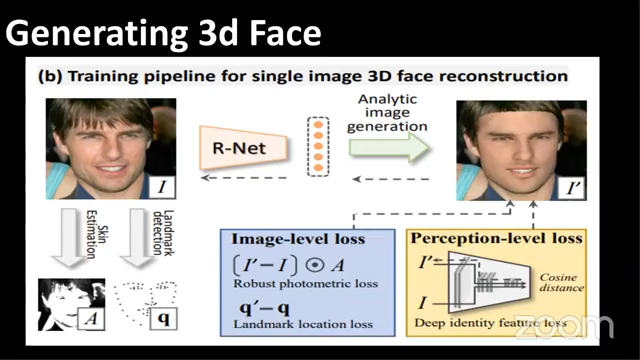 Generating 3d Face
(b) Training pipeline for single image 3D face reconstruction
Analytic
image
generation
R-Net
I
I′
Skin
Estimation
Landmark
detection
A
q
Image-level loss
(I′ − I) ⊙ A
Robust photometric loss
q′ − q
Landmark location loss
Perception-level loss
I′
I
Cosine
distance
Deep identity feature loss
zoom